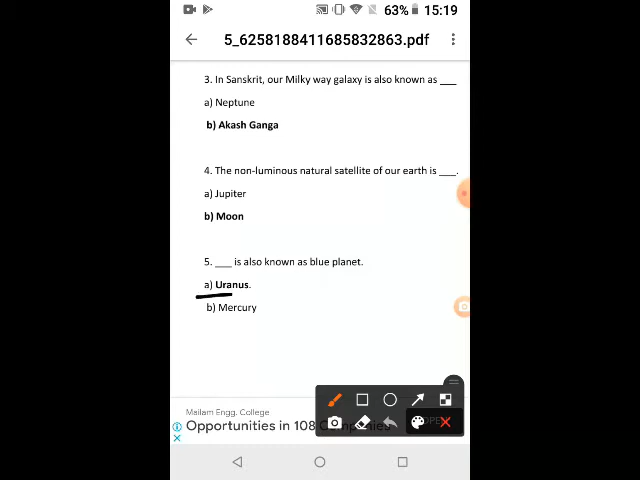 63% 15:19
5_6258188411685832863.pdf
3. In Sanskrit, our Milky way galaxy is also known as ___
a) Neptune
b) Akash Ganga
4. The non-luminous natural satellite of our earth is ___.
a) Jupiter
b) Moon
5. ___ is also known as blue planet.
a) Uranus.
b) Mercury
Mailam Engg. College
Opportunities in 108